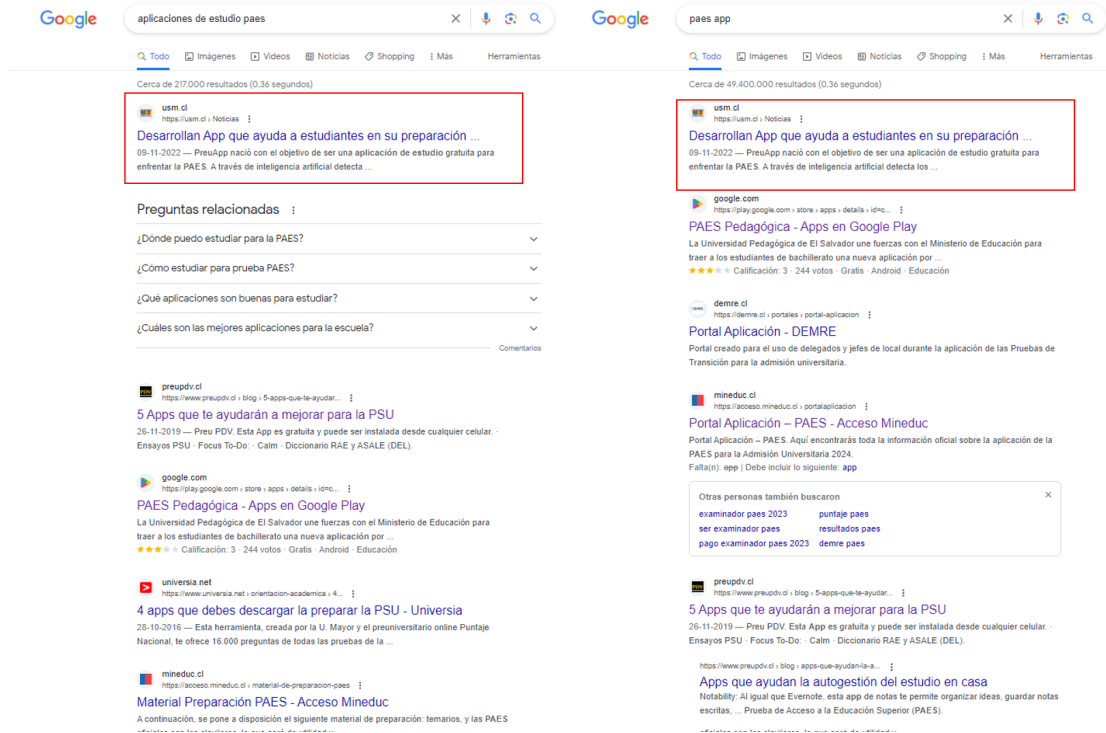 Google
aplicaciones de estudio paes
Todo Imágenes Videos Noticias Shopping Más Herramientas
Cerca de 217.000 resultados (0,36 segundos)
usm.cl
https://usm.cl › Noticias
Desarrollan App que ayuda a estudiantes en su preparación ...
09-11-2022 — PreuApp nació con el objetivo de ser una aplicación de estudio gratuita para
enfrentar la PAES. A través de inteligencia artificial detecta ...
Preguntas relacionadas
¿Dónde puedo estudiar para la PAES?
¿Cómo estudiar para prueba PAES?
¿Qué aplicaciones son buenas para estudiar?
¿Cuáles son las mejores aplicaciones para la escuela?
Comentarios
PDV
preupdv.cl
https://www.preupdv.cl › blog › 5-apps-que-te-ayudar...
5 Apps que te ayudarán a mejorar para la PSU
26-11-2019 — Preu PDV. Esta App es gratuita y puede ser instalada desde cualquier celular. ·
Ensayos PSU · Focus To-Do: · Calm · Diccionario RAE y ASALE (DEL).
google.com
https://play.google.com › store › apps › details › id=c...
PAES Pedagógica - Apps en Google Play
La Universidad Pedagógica de El Salvador une fuerzas con el Ministerio de Educación para
traer a los estudiantes de bachillerato una nueva aplicación por ...
Calificación: 3 · 244 votos · Gratis · Android · Educación
universia.net
https://www.universia.net › orientacion-academica › 4...
4 apps que debes descargar la preparar la PSU - Universia
28-10-2016 — Esta herramienta, creada por la U. Mayor y el preuniversitario online Puntaje
Nacional, te ofrece 16.000 preguntas de todas las pruebas de la ...
mineduc.cl
https://acceso.mineduc.cl › material-de-preparacion-paes
Material Preparación PAES - Acceso Mineduc
A continuación, se pone a disposición el siguiente material de preparación: temarios, y las PAES
Google
paes app
Todo Imágenes Videos Noticias Shopping Más Herramientas
Cerca de 49.400.000 resultados (0,36 segundos)
usm.cl
https://usm.cl › Noticias
Desarrollan App que ayuda a estudiantes en su preparación ...
09-11-2022 — PreuApp nació con el objetivo de ser una aplicación de estudio gratuita para
enfrentar la PAES. A través de inteligencia artificial detecta los ...
google.com
https://play.google.com › store › apps › details › id=c...
PAES Pedagógica - Apps en Google Play
La Universidad Pedagógica de El Salvador une fuerzas con el Ministerio de Educación para
traer a los estudiantes de bachillerato una nueva aplicación por ...
Calificación: 3 · 244 votos · Gratis · Android · Educación
DEMRE
demre.cl
https://demre.cl › portales › portal-aplicacion
Portal Aplicación - DEMRE
Portal creado para el uso de delegados y jefes de local durante la aplicación de las Pruebas de
Transición para la admisión universitaria.
mineduc.cl
https://acceso.mineduc.cl › portalaplicacion
Portal Aplicación – PAES - Acceso Mineduc
Portal Aplicación – PAES. Aquí encontrarás toda la información oficial sobre la aplicación de la
PAES para la Admisión Universitaria 2024.
Falta(n): app | Debe incluir lo siguiente: app
Otras personas también buscaron
examinador paes 2023 puntaje paes
ser examinador paes resultados paes
pago examinador paes 2023 demre paes
PDV
preupdv.cl
https://www.preupdv.cl › blog › 5-apps-que-te-ayudar...
5 Apps que te ayudarán a mejorar para la PSU
26-11-2019 — Preu PDV. Esta App es gratuita y puede ser instalada desde cualquier celular. ·
Ensayos PSU · Focus To-Do: · Calm · Diccionario RAE y ASALE (DEL).
https://www.preupdv.cl › blog › apps-que-ayudan-la-a...
Apps que ayudan la autogestión del estudio en casa
Notability: Al igual que Evernote, esta app de notas te permite organizar ideas, guardar notas
escritas, ... Prueba de Acceso a la Educación Superior (PAES).